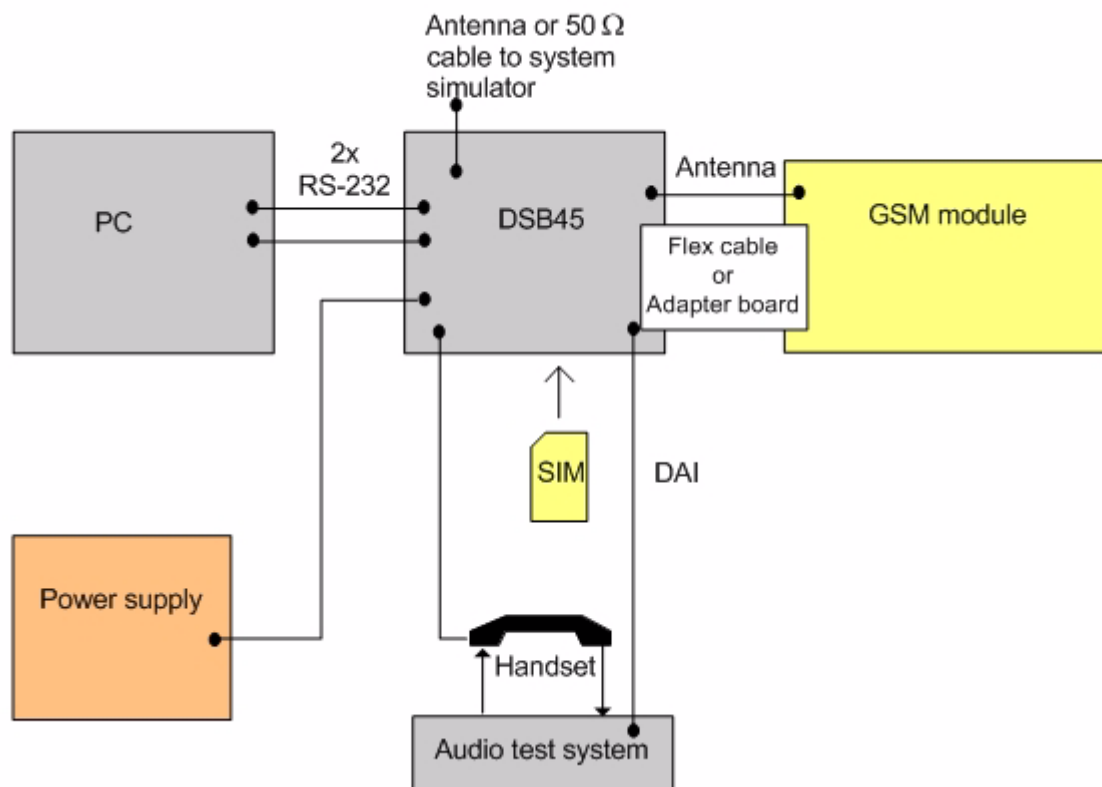 Antenna or 50 Ω
cable to system
simulator
PC
2x
RS-232
DSB45
Antenna
GSM module
Flex cable
or
Adapter board
SIM
DAI
Power supply
Handset
Audio test system